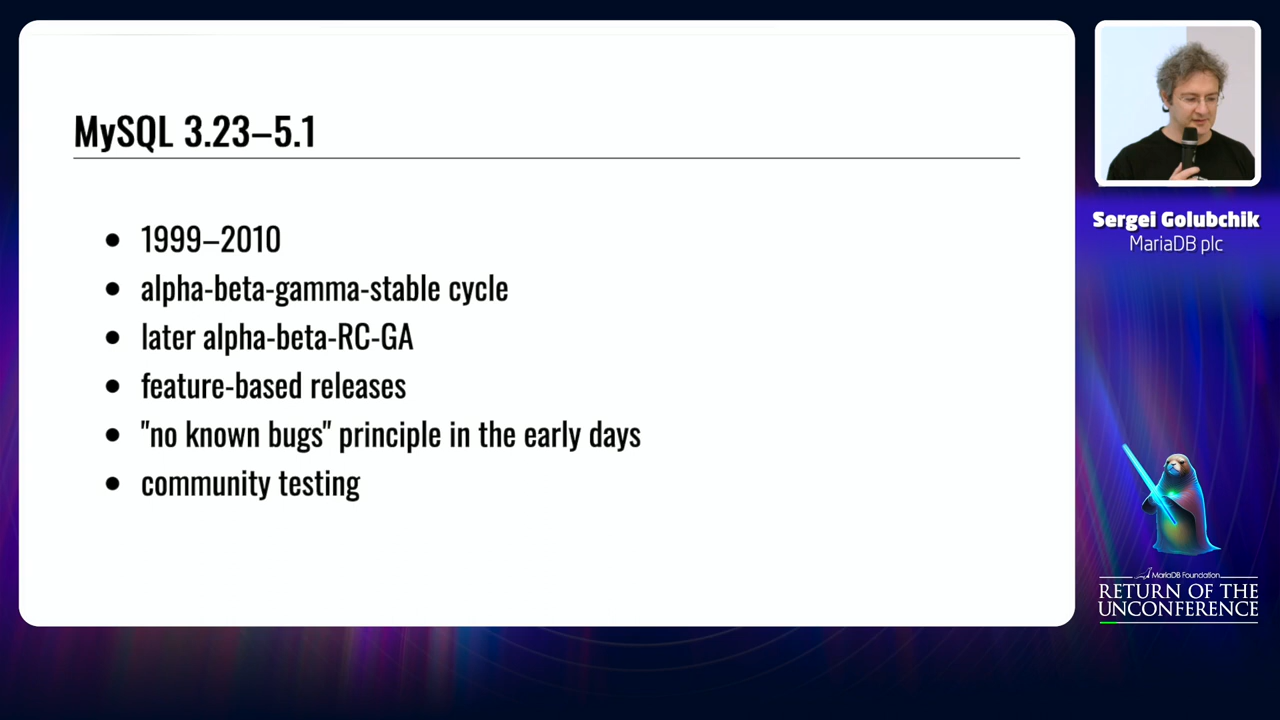 MySQL 3.23–5.1
1999–2010
alpha-beta-gamma-stable cycle
later alpha-beta-RC-GA
feature-based releases
"no known bugs" principle in the early days
community testing
Sergei Golubchik
MariaDB plc
MariaDB Foundation
RETURN OF THE
UNCONFERENCE